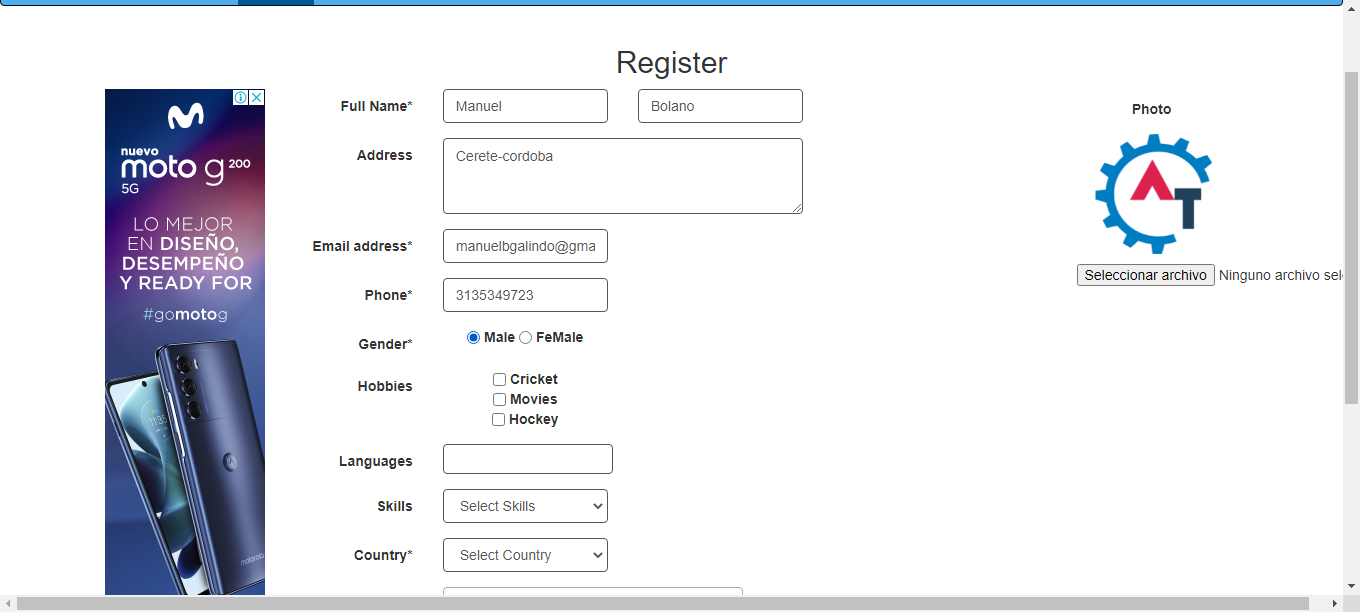 Register
nuevo
moto g 200
5G
LO MEJOR
EN DISEÑO,
DESEMPEÑO
Y READY FOR
#gomotog
motorola
Full Name* Manuel Bolano
Address Cerete-cordoba
Email address* manuelbgalindo@gma
Phone* 3135349723
Gender* Male FeMale
Hobbies Cricket
Movies
Hockey
Languages
Skills Select Skills
Country* Select Country
Photo
AT
Seleccionar archivo Ninguno archivo sel